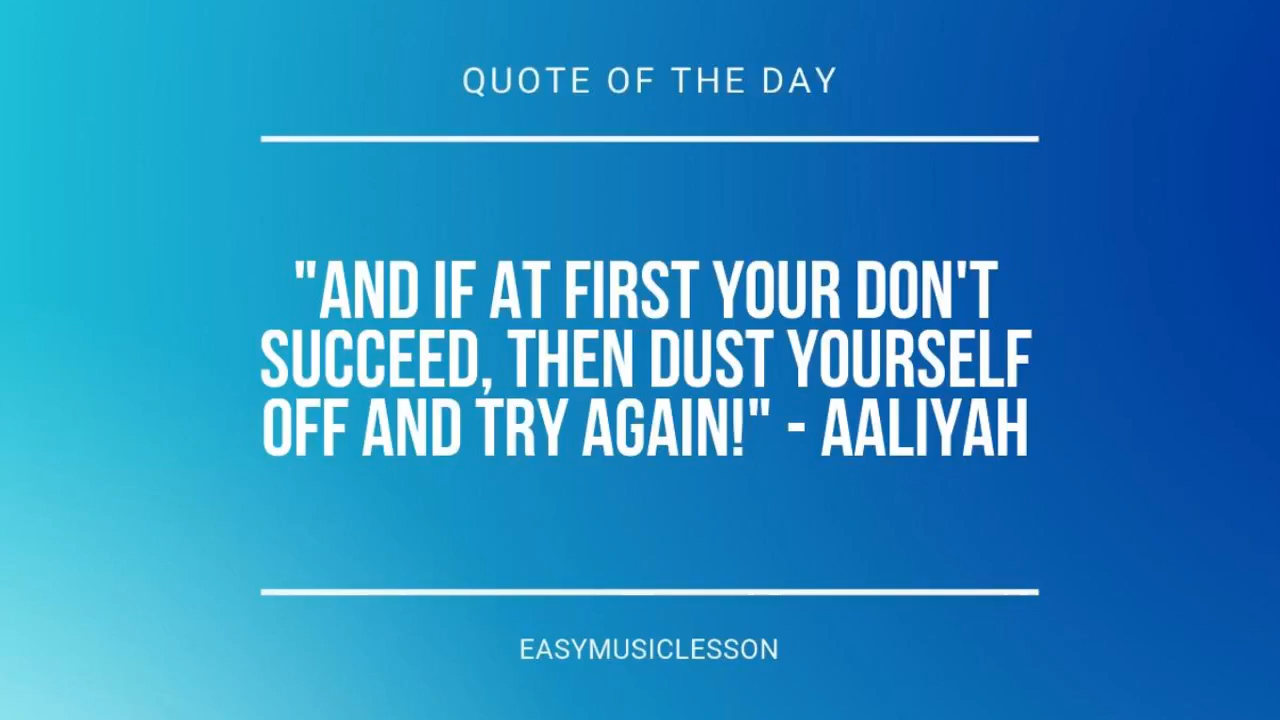 QUOTE OF THE DAY
"AND IF AT FIRST YOUR DON'T
SUCCEED, THEN DUST YOURSELF
OFF AND TRY AGAIN!" - AALIYAH
EASYMUSICLESSON